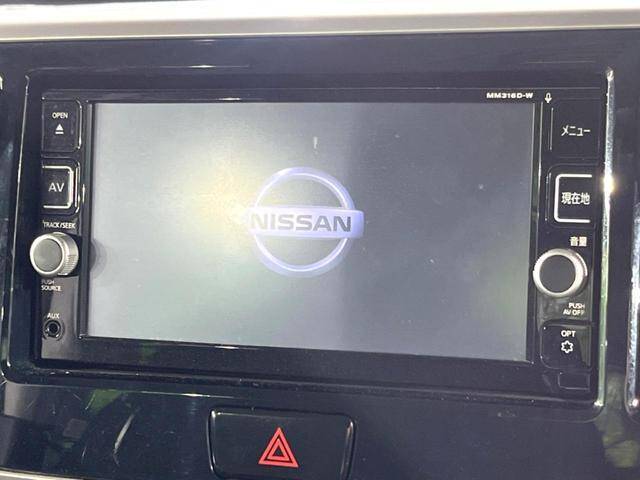 MM316D-W
OPEN
AV
TRACK/SEEK
PUSH
SOURCE
AUX
NISSAN
メニュー
現在地
音量
PUSH
AV OFF
OPT